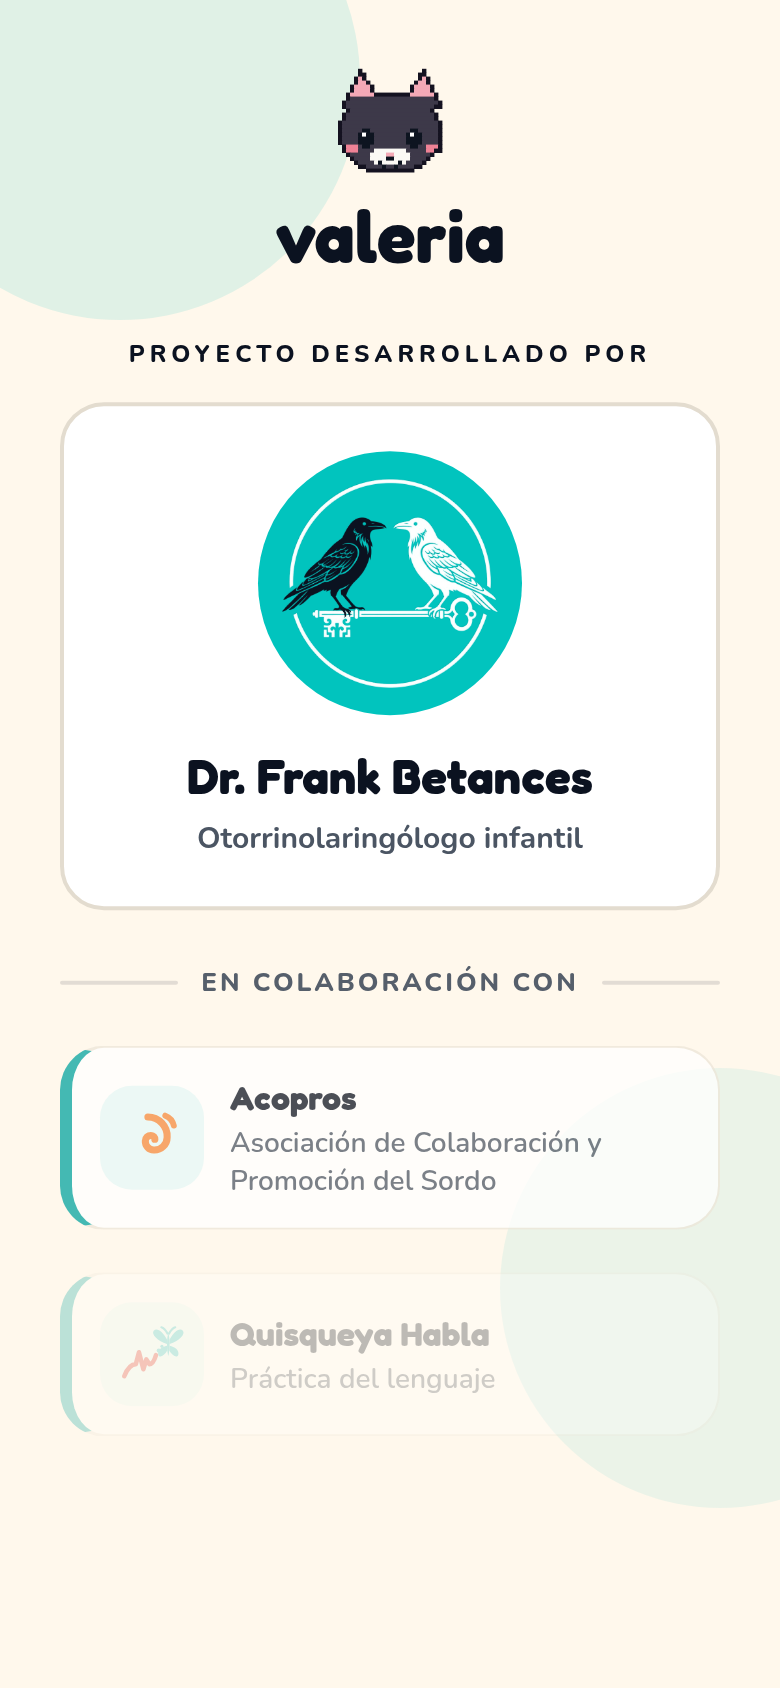 valeria
PROYECTO DESARROLLADO POR
Dr. Frank Betances
Otorrinolaringólogo infantil
EN COLABORACIÓN CON
Acopros
Asociación de Colaboración y
Promoción del Sordo
Quisqueya Habla
Práctica del lenguaje